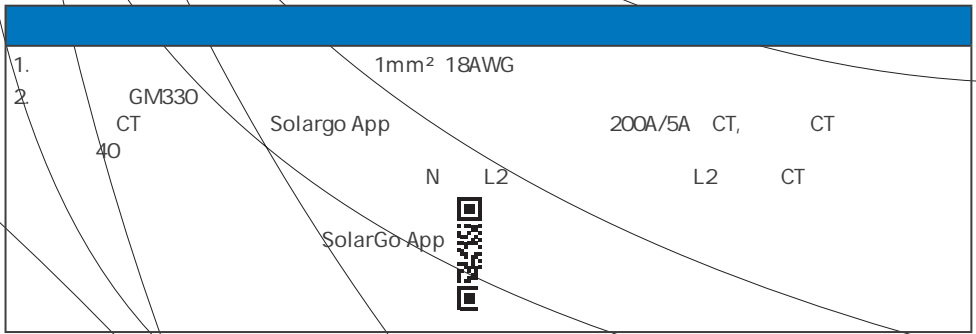 1. 1mm² 18AWG
2. GM330
CT Solargo App 200A/5A CT, CT
40
N L2 L2 CT
SolarGo App